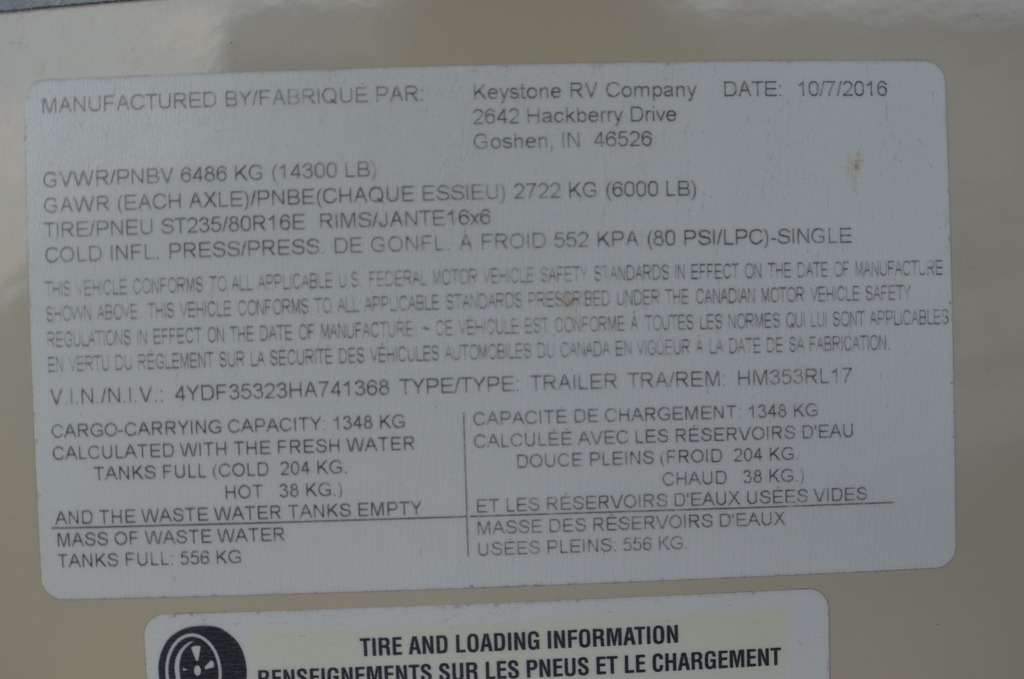 MANUFACTURED BY/FABRIQUÉ PAR: Keystone RV Company DATE: 10/7/2016
2642 Hackberry Drive
Goshen, IN 46526
GVWR/PNBV 6486 KG (14300 LB)
GAWR (EACH AXLE)/PNBE(CHAQUE ESSIEU) 2722 KG (6000 LB)
TIRE/PNEU ST235/80R16E RIMS/JANTE16x6
COLD INFL. PRESS/PRESS. DE GONFL. À FROID 552 KPA (80 PSI/LPC)-SINGLE
THIS VEHICLE CONFORMS TO ALL APPLICABLE U.S. FEDERAL MOTOR VEHICLE SAFETY STANDARDS IN EFFECT ON THE DATE OF MANUFACTURE
SHOWN ABOVE. THIS VEHICLE CONFORMS TO ALL APPLICABLE STANDARDS PRESCRIBED UNDER THE CANADIAN MOTOR VEHICLE SAFETY
REGULATIONS IN EFFECT ON THE DATE OF MANUFACTURE. ~ CE VÉHICULE EST CONFORME À TOUTES LES NORMES QUI LUI SONT APPLICABLES
EN VERTU DU RÉGLEMENT SUR LA SÉCURITÉ DES VÉHICULES AUTOMOBILES DU CANADA EN VIGUEUR À LA DATE DE SA FABRICATION.
V.I.N./N.I.V.: 4YDF35323HA741368 TYPE/TYPE: TRAILER TRA/REM: HM353RL17
CARGO-CARRYING CAPACITY: 1348 KG
CALCULATED WITH THE FRESH WATER
TANKS FULL (COLD 204 KG.
HOT 38 KG.)
AND THE WASTE WATER TANKS EMPTY
MASS OF WASTE WATER
TANKS FULL: 556 KG
CAPACITÉ DE CHARGEMENT: 1348 KG
CALCULÉE AVEC LES RÉSERVOIRS D'EAU
DOUCE PLEINS (FROID 204 KG.
CHAUD 38 KG.)
ET LES RÉSERVOIRS D'EAUX USÉES VIDES
MASSE DES RÉSERVOIRS D'EAUX
USÉES PLEINS: 556 KG.
TIRE AND LOADING INFORMATION
RENSEIGNEMENTS SUR LES PNEUS ET LE CHARGEMENT